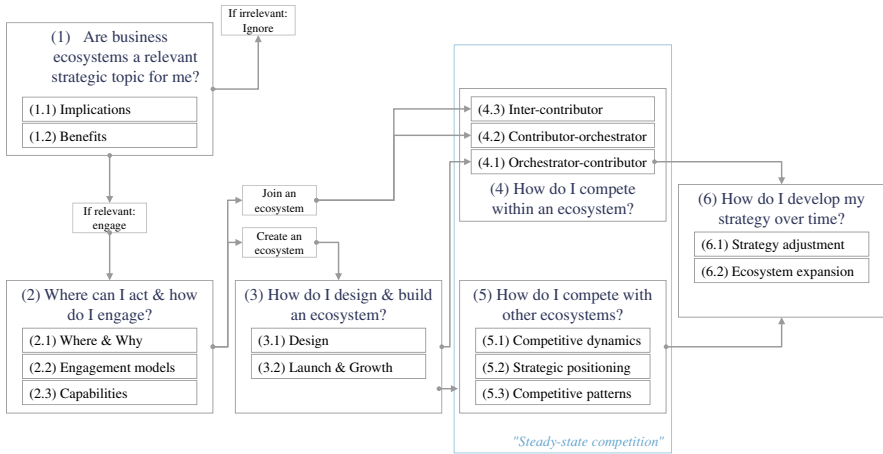 If irrelevant:
Ignore
(1) Are business
ecosystems a relevant
strategic topic for me?
(1.1) Implications
(1.2) Benefits
If relevant:
engage
(2) Where can I act & how
do I engage?
(2.1) Where & Why
(2.2) Engagement models
(2.3) Capabilities
Join an
ecosystem
Create an
ecosystem
(3) How do I design & build
an ecosystem?
(3.1) Design
(3.2) Launch & Growth
(4.3) Inter-contributor
(4.2) Contributor-orchestrator
(4.1) Orchestrator-contributor
(4) How do I compete
within an ecosystem?
(5) How do I compete with
other ecosystems?
(5.1) Competitive dynamics
(5.2) Strategic positioning
(5.3) Competitive patterns
"Steady-state competition"
(6) How do I develop my
strategy over time?
(6.1) Strategy adjustment
(6.2) Ecosystem expansion